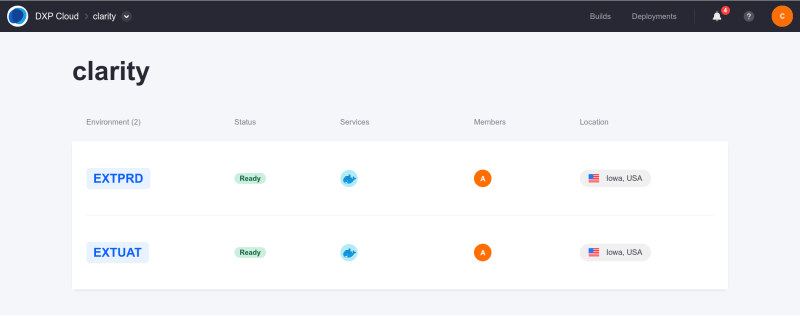 DXP Cloud > clarity
Builds
Deployments
4
?
C
clarity
Environment (2) Status Services Members Location
EXTPRD Ready A Iowa, USA
EXTUAT Ready A Iowa, USA